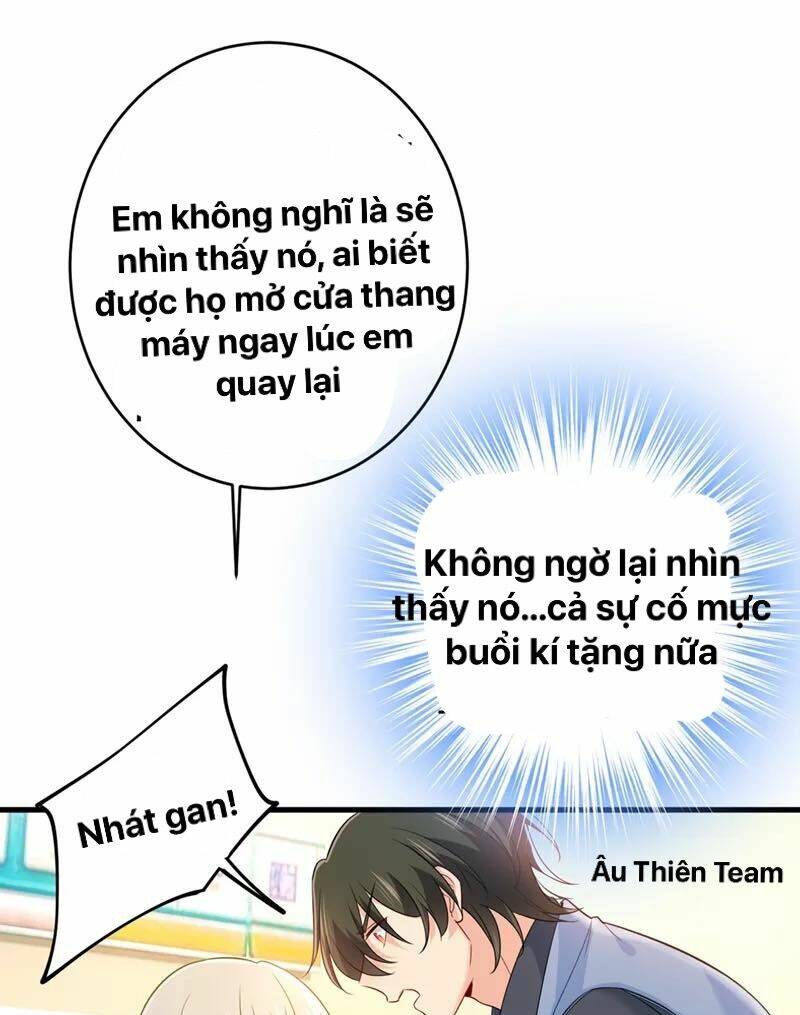 Em không nghĩ là sẽ
nhìn thấy nó, ai biết
được họ mở cửa thang
máy ngay lúc em
quay lại
Không ngờ lại nhìn
thấy nó...cả sự cố mực
buổi kí tặng nữa
Nhát gan!
Âu Thiên Team